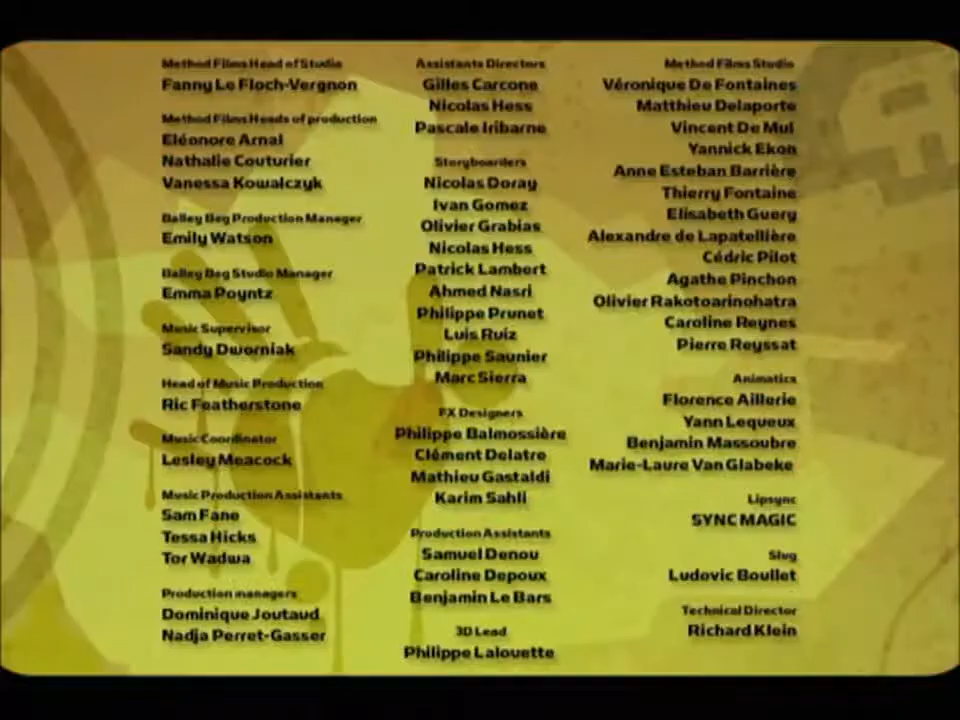 Method Films Head of Studio
Fanny Le Floch-Vergnon
Method Films Heads of production
Eléonore Arnal
Nathalie Couturier
Vanessa Kowalczyk
Balley Beg Production Manager
Emily Watson
Balley Beg Studio Manager
Emma Poyntz
Music Supervisor
Sandy Dworniak
Head of Music Production
Ric Featherstone
Music Coordinator
Lesley Meacock
Music Production Assistants
Sam Fane
Tessa Hicks
Tor Wadwa
Production managers
Dominique Joutaud
Nadja Perret-Gasser
Assistants Directors
Gilles Carcone
Nicolas Hess
Pascale Iribarne
Storyboarders
Nicolas Doray
Ivan Gomez
Olivier Grabias
Nicolas Hess
Patrick Lambert
Ahmed Nasri
Philippe Prunet
Luis Ruiz
Philippe Saunier
Marc Sierra
FX Designers
Philippe Balmossière
Clément Delatre
Mathieu Gastaldi
Karim Sahli
Production Assistants
Samuel Denou
Caroline Depoux
Benjamin Le Bars
3D Lead
Philippe Lalouette
Method Films Studio
Véronique De Fontaines
Matthieu Delaporte
Vincent De Mul
Yannick Ekon
Anne Esteban Barrière
Thierry Fontaine
Elisabeth Guery
Alexandre de Lapatellière
Cédric Pilot
Agathe Pinchon
Olivier Rakotoarinohatra
Caroline Reynes
Pierre Reyssat
Animatics
Florence Aillerie
Yann Lequeux
Benjamin Massoubre
Marie-Laure Van Glabeke
Lipsync
SYNC MAGIC
Slug
Ludovic Boullet
Technical Director
Richard Klein